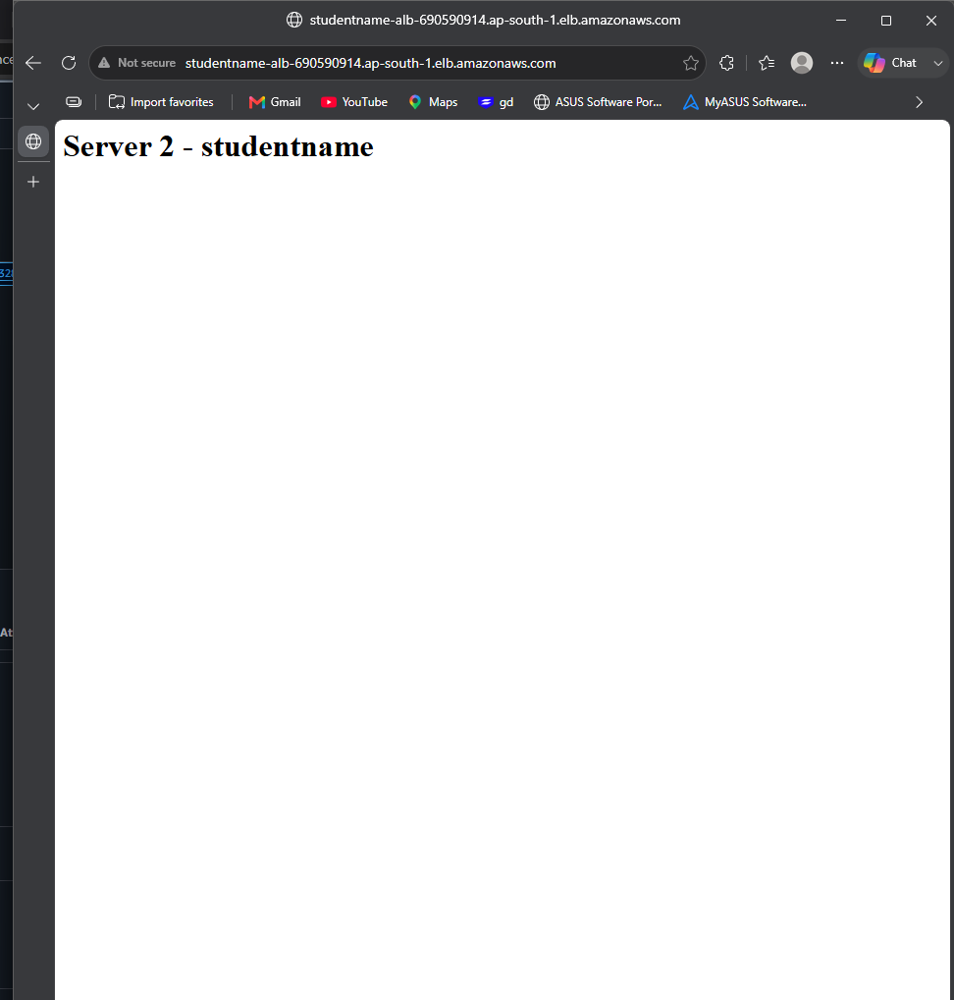 studentname-alb-690590914.ap-south-1.elb.amazonaws.com
Not secure studentname-alb-690590914.ap-south-1.elb.amazonaws.com Chat
Import favorites Gmail YouTube Maps gd ASUS Software Por... MyASUS Software...
Server 2 - studentname
At